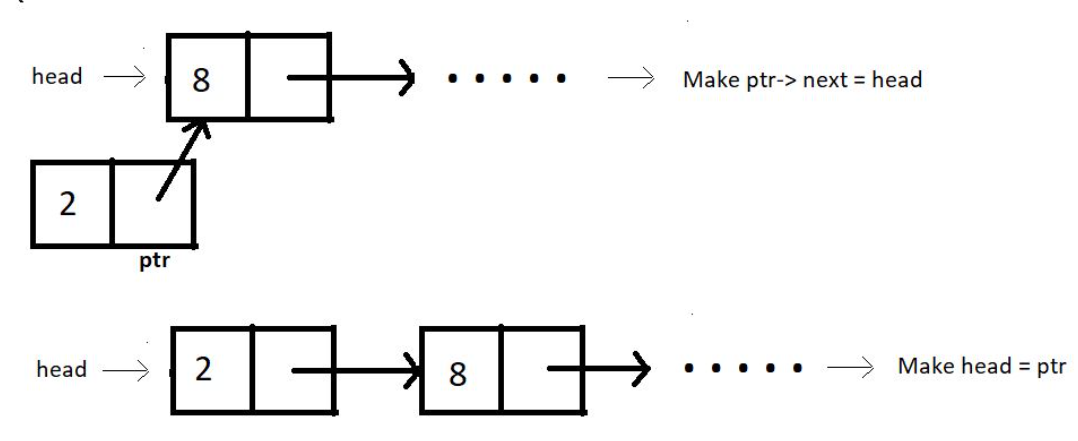 head 8 Make ptr-> next = head
2
ptr
head 2 8 Make head = ptr